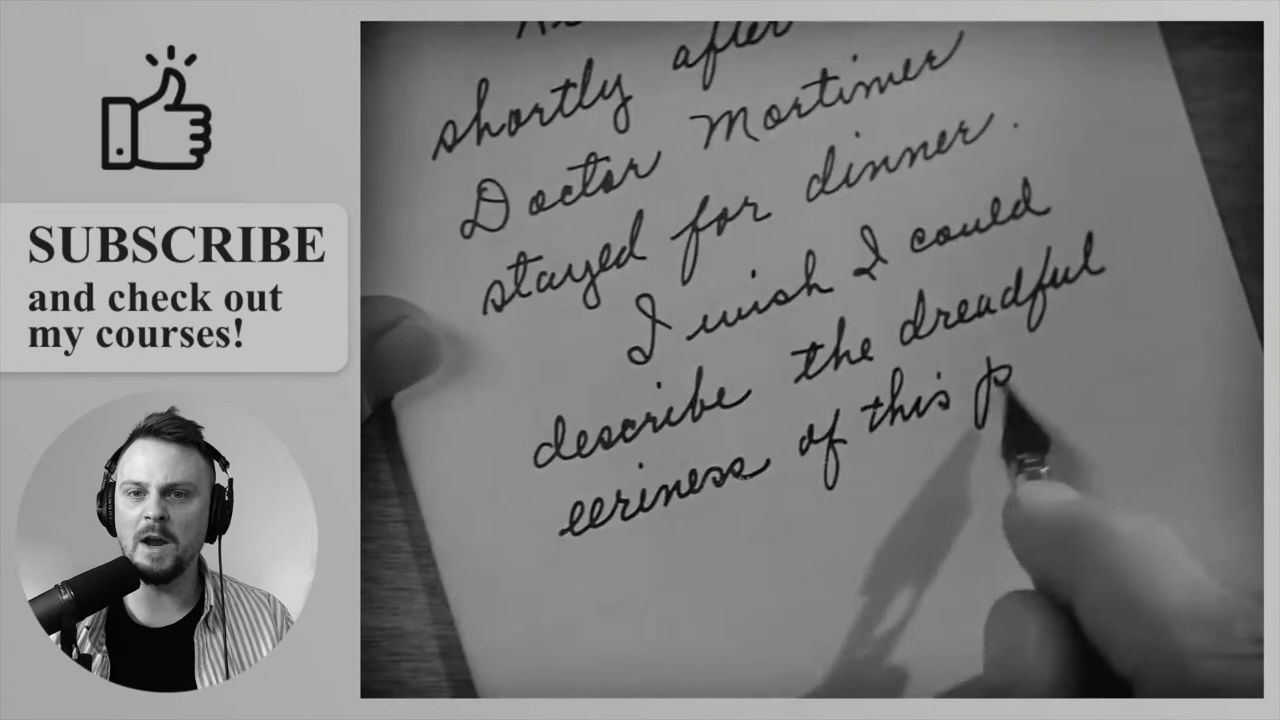 SUBSCRIBE
and check out
my courses!
shortly after
Doctor Mortimer
stayed for dinner.
I wish I could
describe the dreadful
eeriness of this p